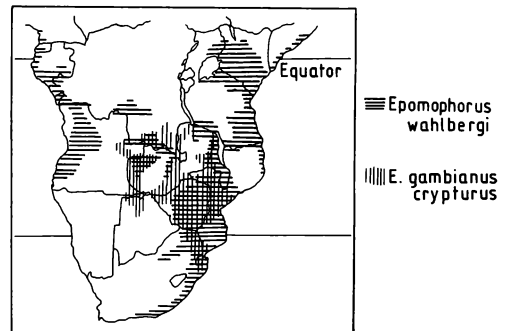 Equator
Epomophorus
wahlbergi
E. gambianus
crypturus